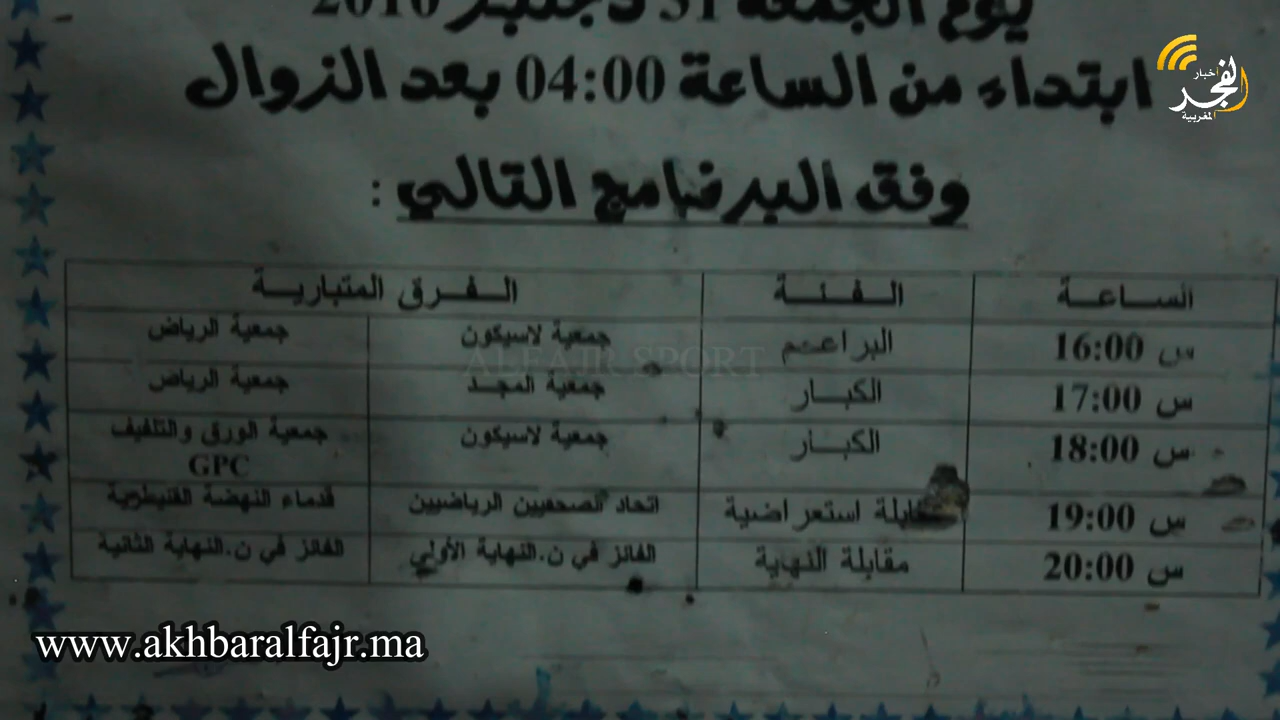 يوم الجمعة 31 دجنبر 2010
ابتداء من الساعة 04:00 بعد الزوال
أخبار
الفجر
المغربية
وفق البرنامج التالي :
الساعة الفئة الفرق المتبارية
س 16:00 البراعم جمعية لاسيكون جمعية الرياض
ALFAJR SPORT
س 17:00 الكبار جمعية المجد جمعية الرياض
س 18:00 الكبار جمعية لاسيكون جمعية الورق والتلفيف
GPC
س 19:00 استعراضية اتحاد الصحفيين الرياضيين قدماء النهضة القنيطرية
س 20:00 مقابلة النهاية الفائز في ن.النهاية الأولى الفائز في ن.النهاية الثانية
www.akhbaralfajr.ma